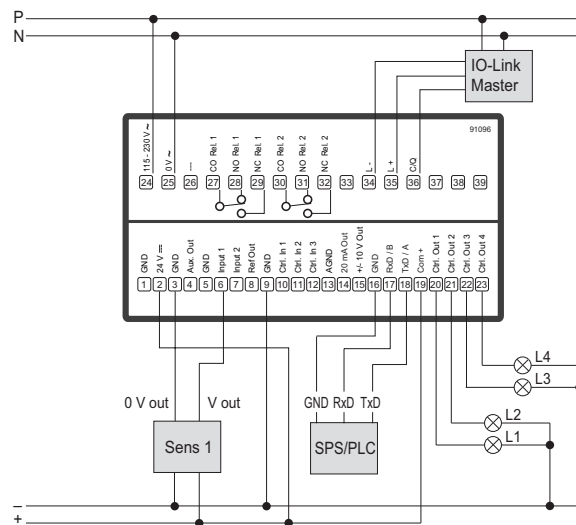 P
N
IO-Link
Master
91096
115 - 230 V ~
0 V ~
---
CO Rel. 1
NO Rel. 1
NC Rel. 1
CO Rel. 2
NO Rel. 2
NC Rel. 2
L -
L +
C/Q
24 25 26 27 28 29 30 31 32 33 34 35 36 37 38 39
GND
24 V ⎓
GND
Aux. Out
GND
Input 1
Input 2
Ref Out
GND
Ctrl. In 1
Ctrl. In 2
Ctrl. In 3
AGND
20 mA Out
+/- 10 V Out
GND
RxD / B
TxD / A
Com +
Ctrl. Out 1
Ctrl. Out 2
Ctrl. Out 3
Ctrl. Out 4
1 2 3 4 5 6 7 8 9 10 11 12 13 14 15 16 17 18 19 20 21 22 23
L4
L3
0 V out V out
GND RxD TxD
L2
L1
Sens 1
SPS/PLC
–
+